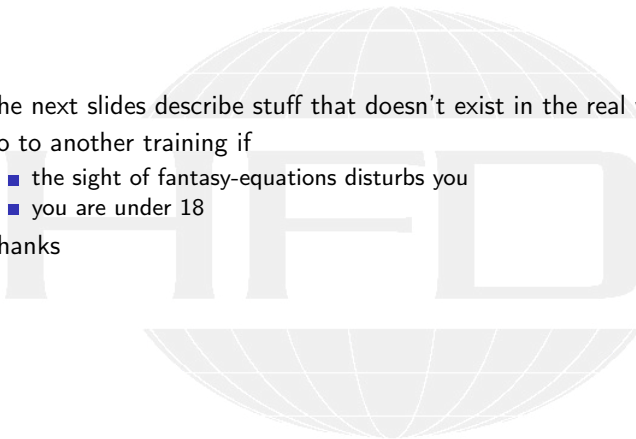 he next slides describe stuff that doesn't exist in the real
o to another training if
the sight of fantasy-equations disturbs you
you are under 18
hanks
HFD